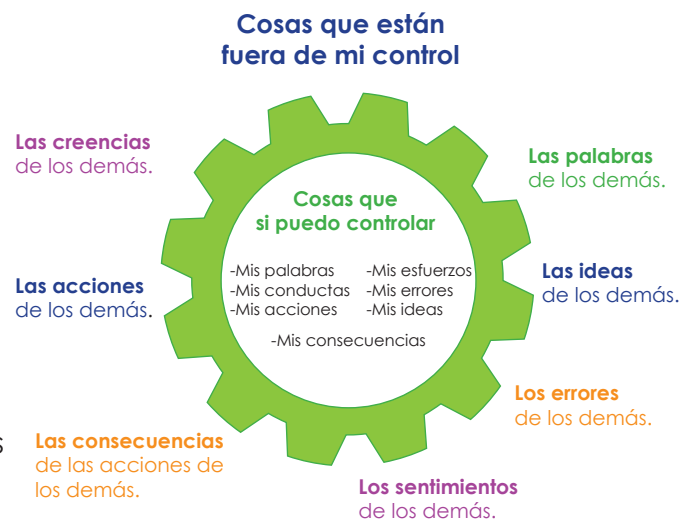 Cosas que están
fuera de mi control
Las creencias
de los demás.
Las palabras
de los demás.
Cosas que
si puedo controlar
-Mis palabras
-Mis conductas
-Mis acciones
-Mis esfuerzos
-Mis errores
-Mis ideas
-Mis consecuencias
Las acciones
de los demás.
Las ideas
de los demás.
Los errores
de los demás.
s
Las consecuencias
de las acciones de
los demás.
Los sentimientos
de los demás.